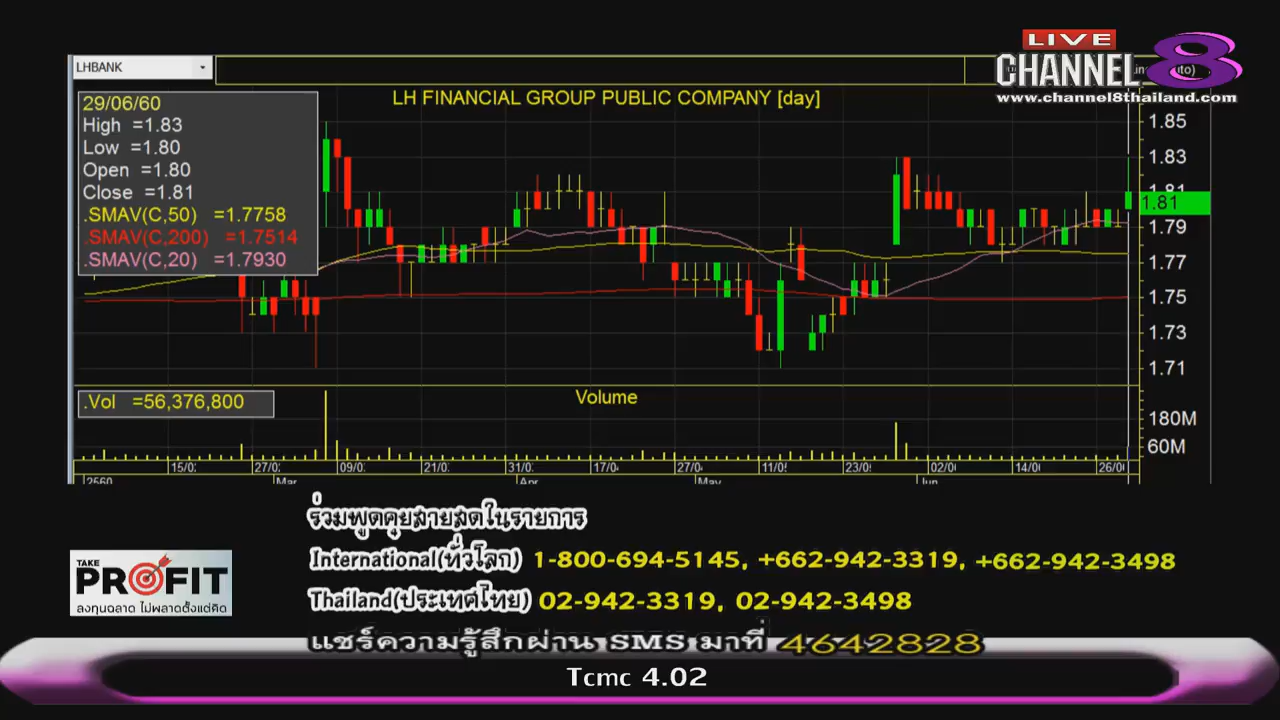 LIVE
CHANNEL 8
www.channel8thailand.com
LHBANK
LH FINANCIAL GROUP PUBLIC COMPANY [day]
29/06/60
High =1.83
Low =1.80
Open =1.80
Close =1.81
.SMAV(C,50) =1.7758
.SMAV(C,200) =1.7514
.SMAV(C,20) =1.7930
1.85
1.83
1.81
1.81
1.79
1.77
1.75
1.73
1.71
.Vol =56,376,800
Volume
180M
60M
15/0 27/0 09/0 21/0 31/0 17/0 27/0 11/0 23/0 02/0 14/0 26/0
2560 Mar Apr May Jun
ร่วมพูดคุยสายสดในรายการ
International(ทั่วโลก) 1-800-694-5145, +662-942-3319, +662-942-3498
Thailand(ประเทศไทย) 02-942-3319, 02-942-3498
แชร์ความรู้สึกผ่าน SMS มาที่ 4642828
TAKE
PROFIT
ลงทุนฉลาด ไม่พลาดตั้งแต่คิด
Tcmc 4.02